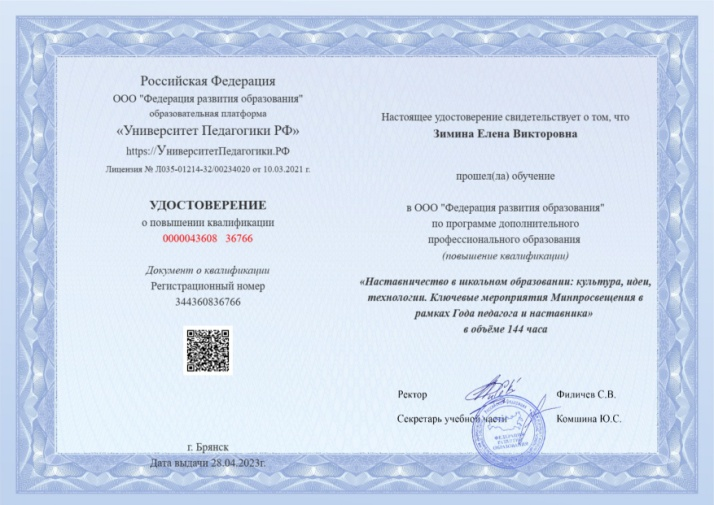 Российская Федерация
ООО "Федерация развития образования"
образовательная платформа
«Университет Педагогики РФ»
https://УниверситетПедагогики.РФ
Лицензия № Л035-01214-32/00234020 от 10.03.2021 г.
УДОСТОВЕРЕНИЕ
о повышении квалификации
0000043608 36766
Документ о квалификации
Регистрационный номер
344360836766
г. Брянск
Дата выдачи 28.04.2023г.
Настоящее удостоверение свидетельствует о том, что
Зимина Елена Викторовна
прошел(ла) обучение
в ООО "Федерация развития образования"
по программе дополнительного
профессионального образования
(повышение квалификации)
«Наставничество в школьном образовании: культура, идеи,
технологии. Ключевые мероприятия Минпросвещения в
рамках Года педагога и наставника»
в объёме 144 часа
Ректор Филичев С.В.
Секретарь учебной части Комшина Ю.С.
ФЕДЕРАЦИЯ
РАЗВИТИЯ
ОБРАЗОВАНИЯ